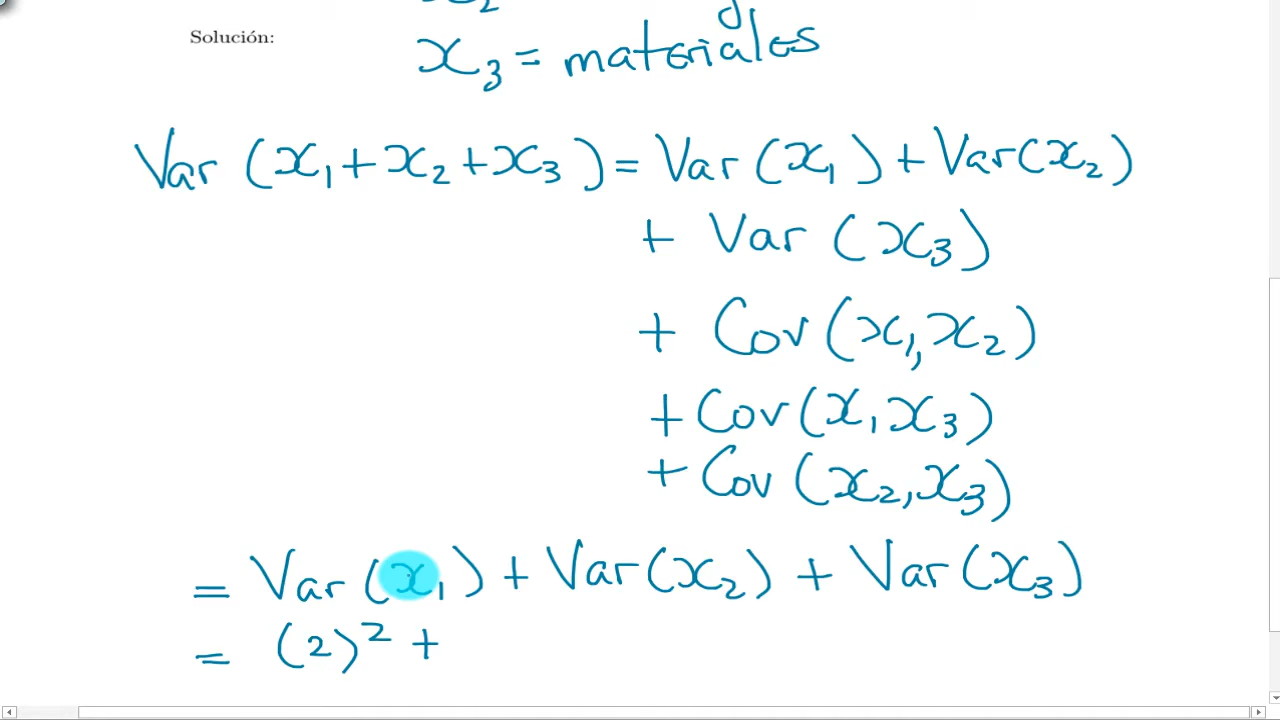 Solución:
x₃ = materiales
Var (x₁ + x₂ + x₃) = Var (x₁) + Var(x₂)
+ Var (x₃)
+ Cov (x₁, x₂)
+ Cov (x₁ x₃)
+ Cov (x₂, x₃)
= Var (x₁) + Var (x₂) + Var (x₃)
= (2)² +